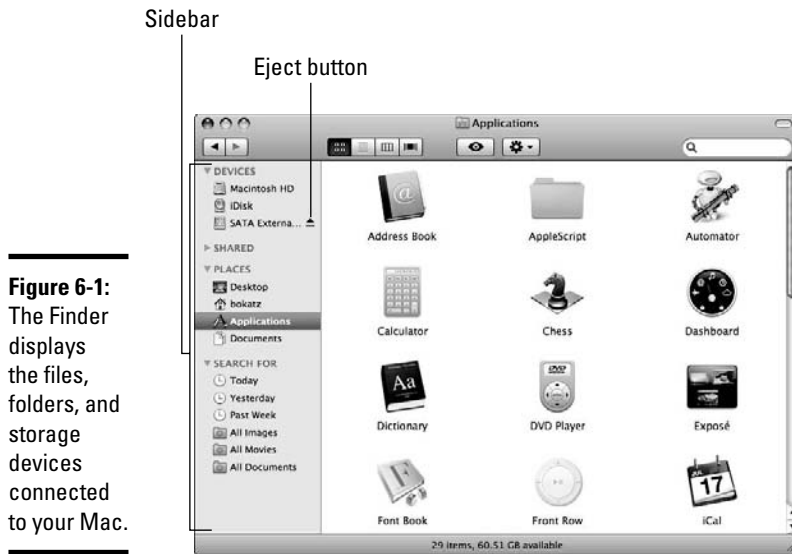 Sidebar
Eject button
Applications
DEVICES
Macintosh HD
iDisk
SATA Externa...
SHARED
PLACES
Desktop
bokatz
Applications
Documents
SEARCH FOR
Today
Yesterday
Past Week
All Images
All Movies
All Documents
@
Address Book
AppleScript
Automator
Calculator
Chess
Dashboard
Aa
Dictionary
DVD
DVD Player
Exposé
F
Font Book
Front Row
JUL
17
iCal
29 items, 60.51 GB available
Figure 6-1:
The Finder
displays
the files,
folders, and
storage
devices
connected
to your Mac.